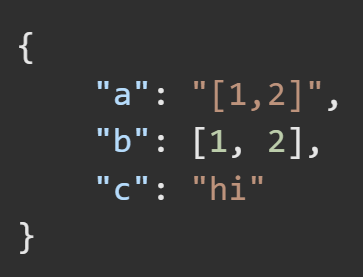 {
    "a": "[1,2]",
    "b": [1, 2],
    "c": "hi"
}